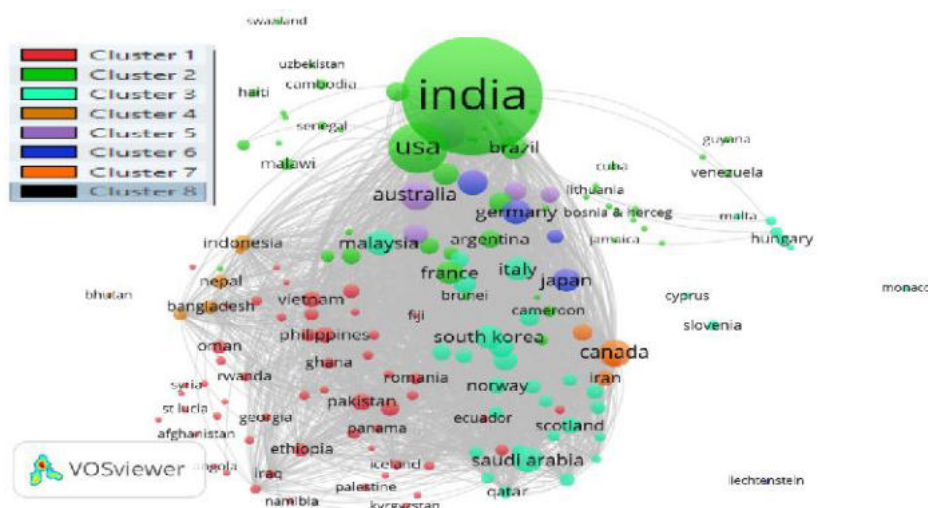 swaziland
Cluster 1
Cluster 2
Cluster 3
Cluster 4
Cluster 5
Cluster 6
Cluster 7
Cluster 8
uzbekistan
cambodia
haiti
india
senegal
usa
brazil
malawi
guyana
cuba
venezuela
lithuania
australia
germany
bosnia & herceg
malta
indonesia
malaysia
argentina
jamaica
hungary
nepal
france
italy
japan
bhutan
bangladesh
vietnam
brunei
cyprus
monaco
fiji
cameroon
philippines
south korea
slovenia
oman
ghana
canada
syria
rwanda
romania
norway
iran
st lucia
georgia
pakistan
ecuador
scotland
afghanistan
panama
ethiopia
VOSviewer
angola
iraq
iceland
saudi arabia
namibia
palestine
kyrgyzstan
qatar
liechtenstein